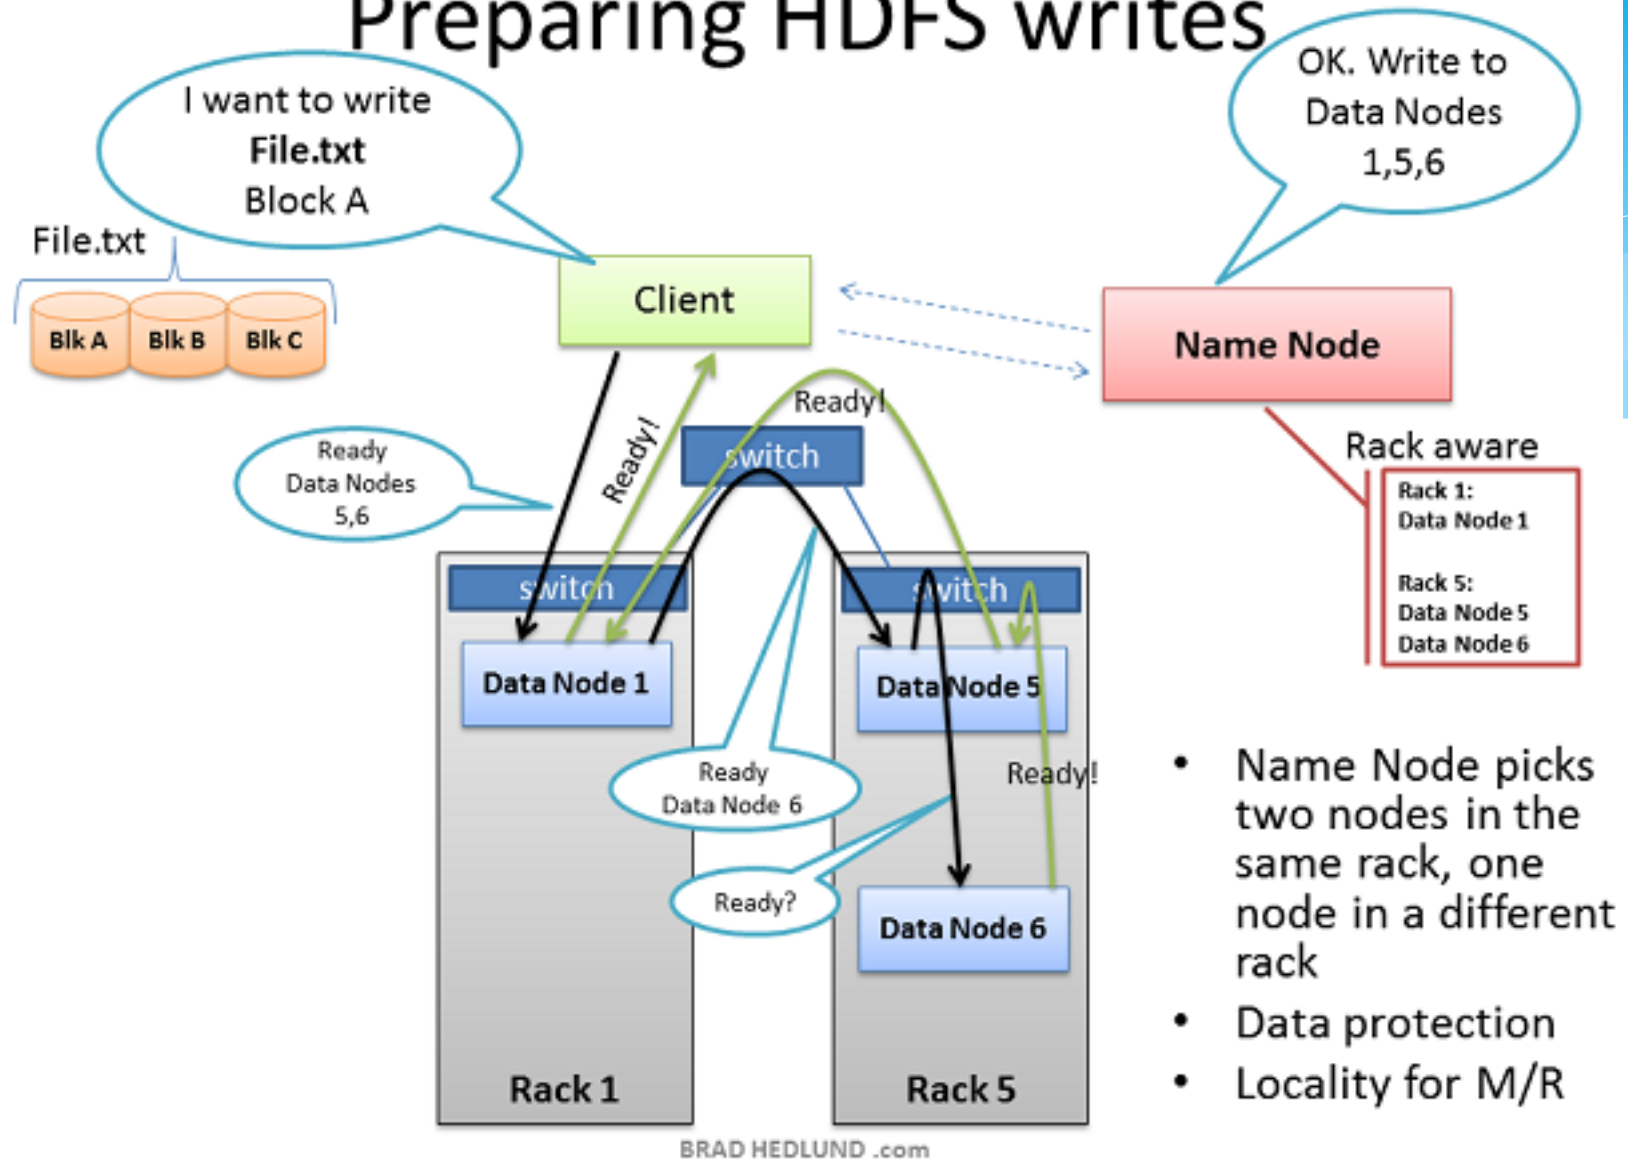 Preparing HDFS writes
I want to write
File.txt
Block A
OK. Write to
Data Nodes
1,5,6
File.txt
Blk A
Blk B
Blk C
Client
Name Node
Ready!
Ready!
switch
Ready
Data Nodes
5,6
Rack aware
Rack 1:
Data Node 1
Rack 5:
Data Node 5
Data Node 6
switch
switch
Data Node 1
Data Node 5
Ready
Data Node 6
Ready!
Ready?
Data Node 6
Rack 1
Rack 5
• Name Node picks
two nodes in the
same rack, one
node in a different
rack
• Data protection
• Locality for M/R
BRAD HEDLUND .com